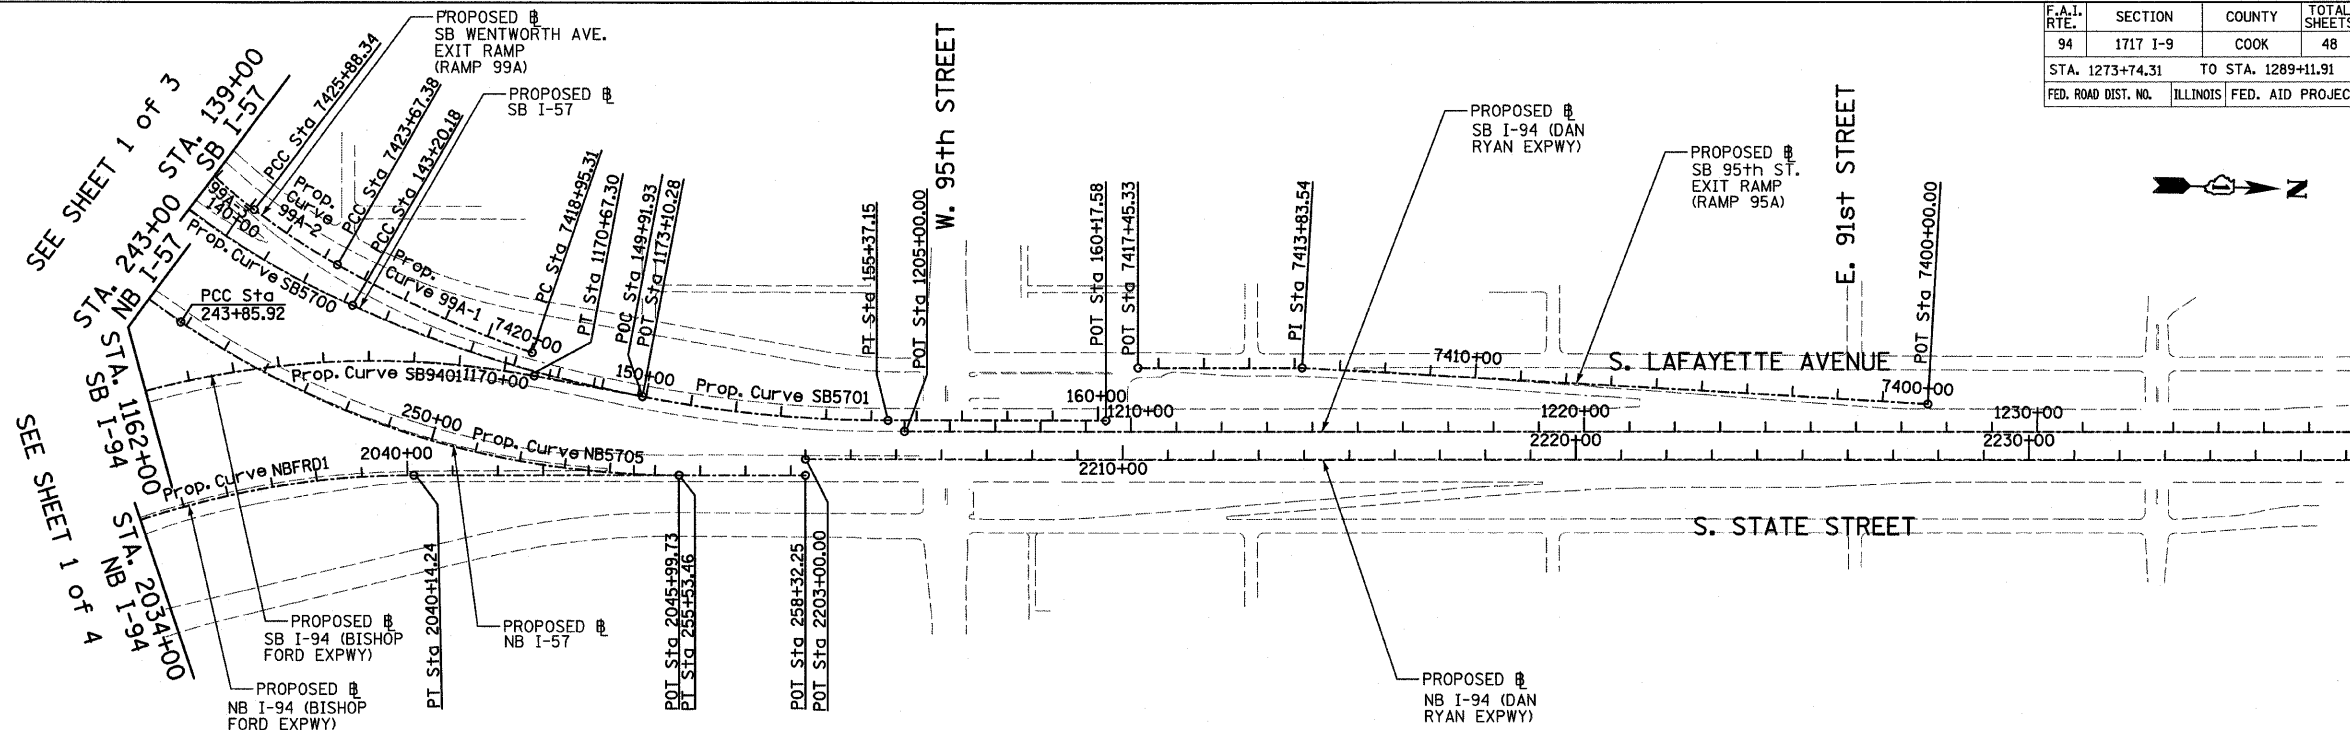 F.A.I. RTE.
SECTION
COUNTY
TOTAL SHEETS
94
1717 I-9
COOK
48
STA. 1273+74.31 TO STA. 1289+11.91
FED. ROAD DIST. NO.
ILLINOIS
FED. AID PROJEC
PROPOSED ℄
SB WENTWORTH AVE.
EXIT RAMP
(RAMP 99A)
PROPOSED ℄
SB I-57
SEE SHEET 1 of 3
STA. 139+00
SB I-57
STA. 243+00
NB I-57
STA. 1162+00
SB I-94
STA. 2034+00
NB I-94
SEE SHEET 1 of 4
PCC Sta 7425+88.34
PCC Sta 7423+67.38
PCC Sta 143+20.18
PC Sta 7418+95.31
PT Sta 1170+67.30
POC Sta 149+91.93
POT Sta 1173+10.28
PT Sta 155+37.15
POT Sta 1205+00.00
W. 95th STREET
POT Sta 160+17.58
POT Sta 7417+45.33
PI Sta 7413+83.54
PROPOSED ℄
SB I-94 (DAN
RYAN EXPWY)
PROPOSED ℄
SB 95th ST.
EXIT RAMP
(RAMP 95A)
E. 91st STREET
POT Sta 7400+00.00
N
Prop.
Curve
99A-2
140+00
Prop. Curve SB5700
Prop.
Curve 99A-1
7420+00
PCC Sta
243+85.92
Prop. Curve SB9401
1170+00
150+00
Prop. Curve SB5701
160+00
1210+00
7410+00
S. LAFAYETTE AVENUE
7400+00
1220+00
1230+00
250+00
Prop. Curve NB5705
2040+00
Prop. Curve NBFRD1
2210+00
2220+00
2230+00
S. STATE STREET
PT Sta 2040+14.24
POT Sta 2045+99.73
PT Sta 255+53.46
POT Sta 258+32.25
POT Sta 2203+00.00
PROPOSED ℄
SB I-94 (BISHOP
FORD EXPWY)
PROPOSED ℄
NB I-57
PROPOSED ℄
NB I-94 (BISHOP
FORD EXPWY)
PROPOSED ℄
NB I-94 (DAN
RYAN EXPWY)